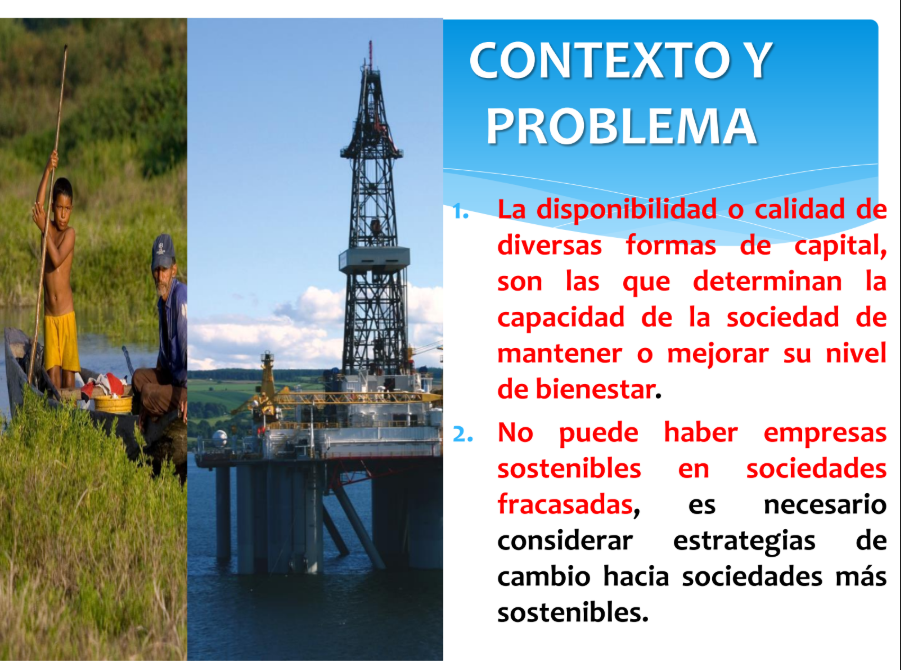 CONTEXTO Y
PROBLEMA
1. La disponibilidad o calidad de
diversas formas de capital,
son las que determinan la
capacidad de la sociedad de
mantener o mejorar su nivel
de bienestar.
2. No puede haber empresas
sostenibles en sociedades
fracasadas, es necesario
considerar estrategias de
cambio hacia sociedades más
sostenibles.